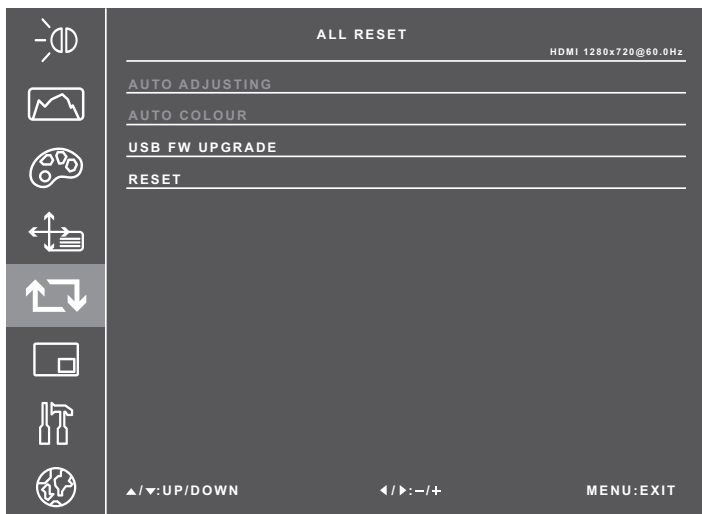 ALL RESET
HDMI 1280x720@60.0Hz
AUTO ADJUSTING
AUTO COLOUR
USB FW UPGRADE
RESET
▲/▼:UP/DOWN
◀/▶:−/+
MENU:EXIT